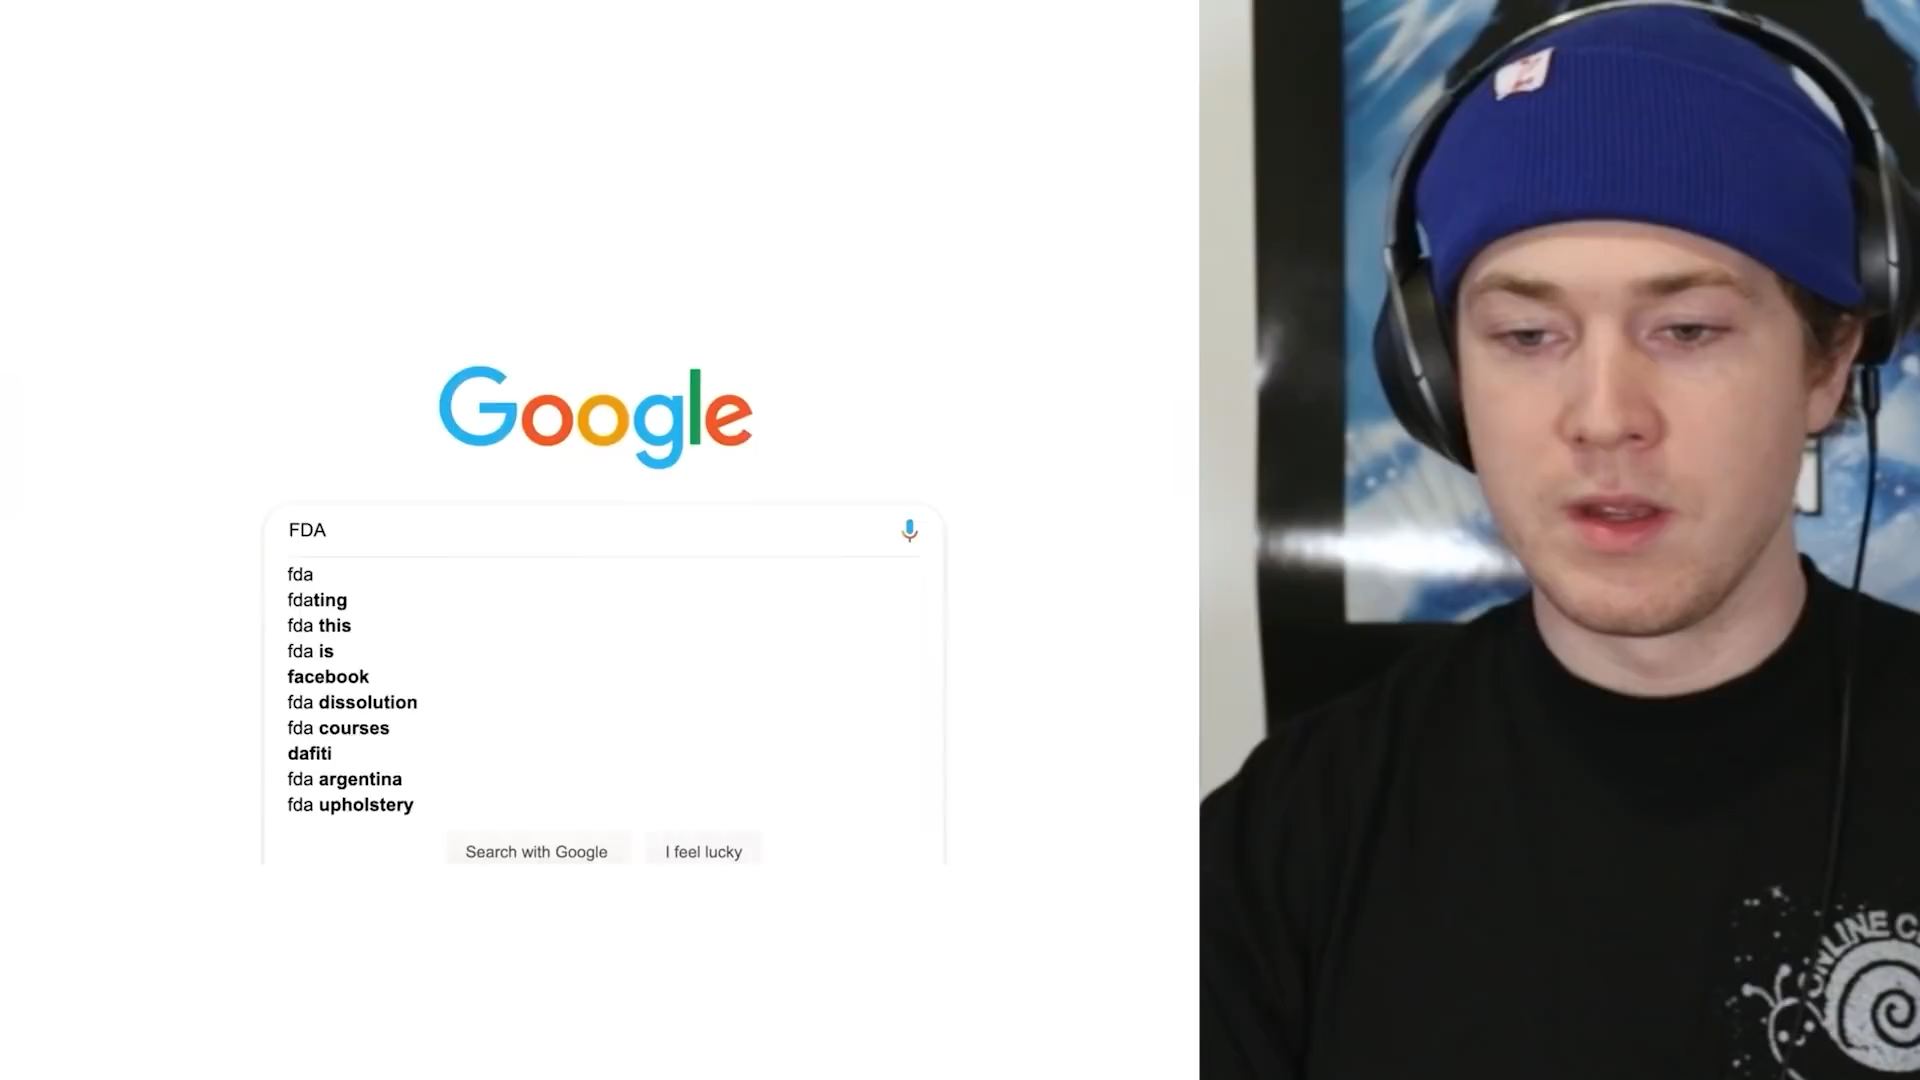 Google
FDA
fda
fdating
fda this
fda is
facebook
fda dissolution
fda courses
dafiti
fda argentina
fda upholstery
Search with Google
I feel lucky
ONLINE C